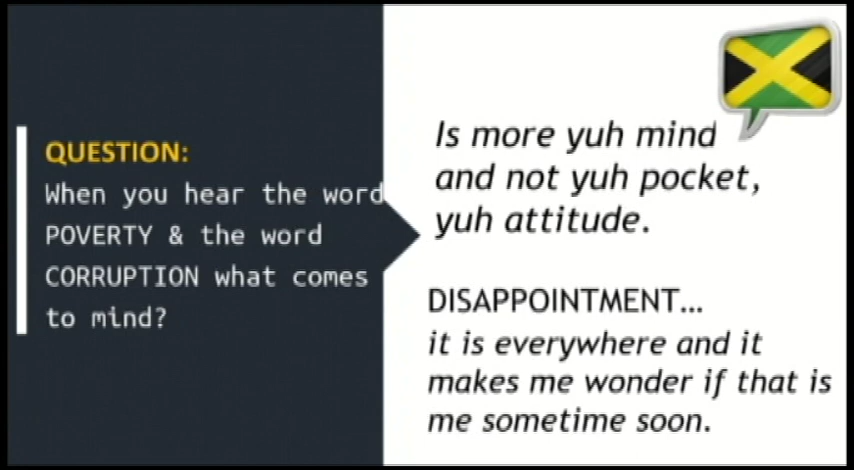 QUESTION:
When you hear the word
POVERTY & the word
CORRUPTION what comes
to mind?
Is more yuh mind
and not yuh pocket,
yuh attitude.
DISAPPOINTMENT...
it is everywhere and it
makes me wonder if that is
me sometime soon.